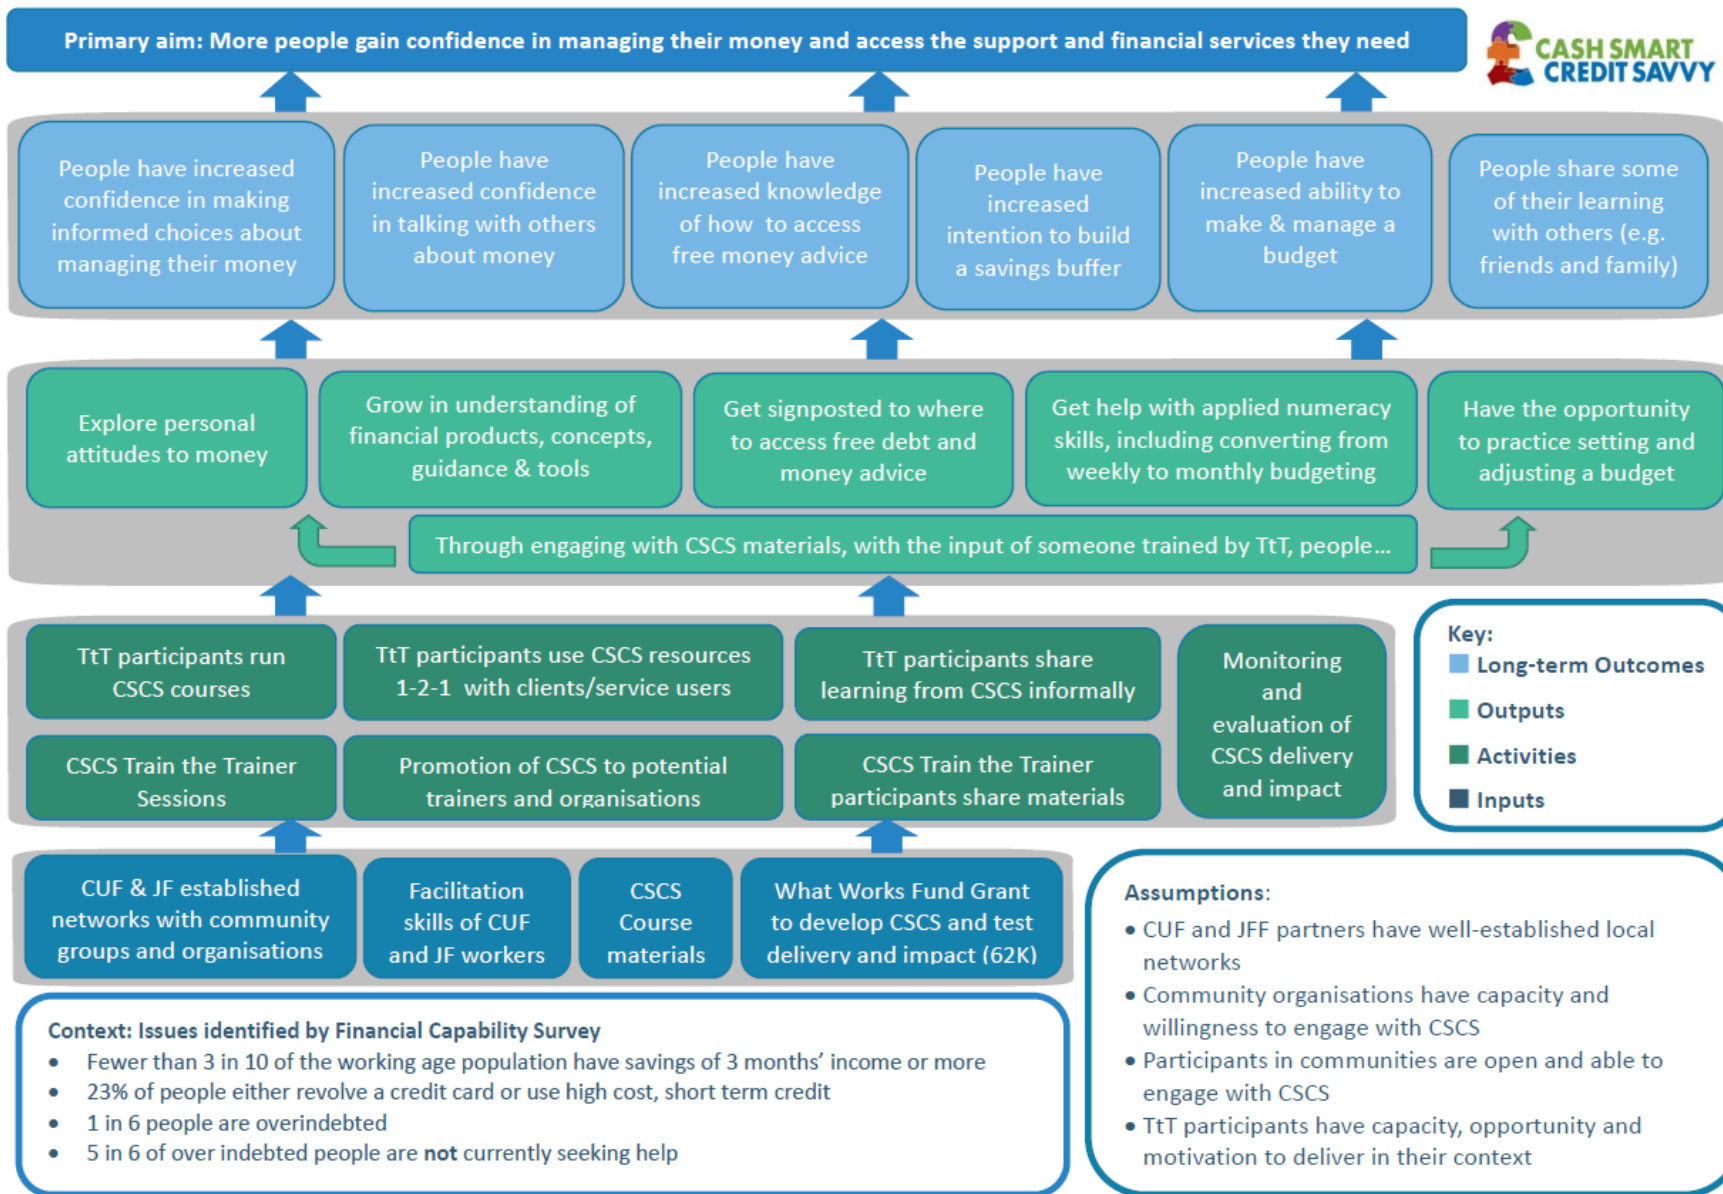 Primary aim: More people gain confidence in managing their money and access the support and financial services they need
CASH SMART
CREDIT SAVVY
People have increased
confidence in making
informed choices about
managing their money
People have
increased confidence
in talking with others
about money
People have
increased knowledge
of how to access
free money advice
People have
increased
intention to build
a savings buffer
People have
increased ability to
make & manage a
budget
People share some
of their learning
with others (e.g.
friends and family)
Explore personal
attitudes to money
Grow in understanding of
financial products, concepts,
guidance & tools
Get signposted to where
to access free debt and
money advice
Get help with applied numeracy
skills, including converting from
weekly to monthly budgeting
Have the opportunity
to practice setting and
adjusting a budget
Through engaging with CSCS materials, with the input of someone trained by TtT, people...
TtT participants run
CSCS courses
TtT participants use CSCS resources
1-2-1 with clients/service users
TtT participants share
learning from CSCS informally
Monitoring
and
evaluation of
CSCS delivery
and impact
CSCS Train the Trainer
Sessions
Promotion of CSCS to potential
trainers and organisations
CSCS Train the Trainer
participants share materials
Key:
Long-term Outcomes
Outputs
Activities
Inputs
CUF & JF established
networks with community
groups and organisations
Facilitation
skills of CUF
and JF workers
CSCS
Course
materials
What Works Fund Grant
to develop CSCS and test
delivery and impact (62K)
Assumptions:
• CUF and JFF partners have well-established local
networks
• Community organisations have capacity and
willingness to engage with CSCS
• Participants in communities are open and able to
engage with CSCS
• TtT participants have capacity, opportunity and
motivation to deliver in their context
Context: Issues identified by Financial Capability Survey
• Fewer than 3 in 10 of the working age population have savings of 3 months' income or more
• 23% of people either revolve a credit card or use high cost, short term credit
• 1 in 6 people are overindebted
• 5 in 6 of over indebted people are not currently seeking help